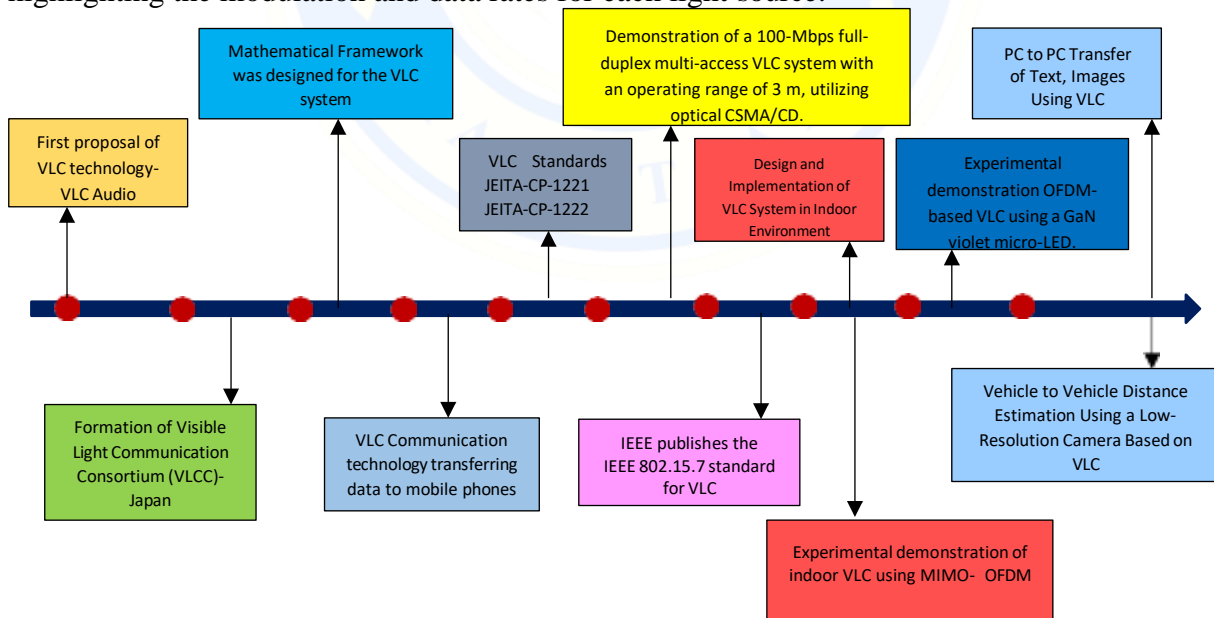 highlighting the modulation and data rates for each light source.
Mathematical Framework
was designed for the VLC
system
Demonstration of a 100-Mbps full-
duplex multi-access VLC system with
an operating range of 3 m, utilizing
optical CSMA/CD.
PC to PC Transfer
of Text, Images
Using VLC
First proposal of
VLC technology-
VLC Audio
VLC Standards
JEITA-CP-1221
JEITA-CP-1222
Design and
Implementation of
VLC System in Indoor
Environment
Experimental
demonstration OFDM-
based VLC using a GaN
violet micro-LED.
Formation of Visible
Light Communication
Consortium (VLCC)-
Japan
VLC Communication
technology transferring
data to mobile phones
IEEE publishes the
IEEE 802.15.7 standard
for VLC
Vehicle to Vehicle Distance
Estimation Using a Low-
Resolution Camera Based on
VLC
Experimental demonstration of
indoor VLC using MIMO- OFDM